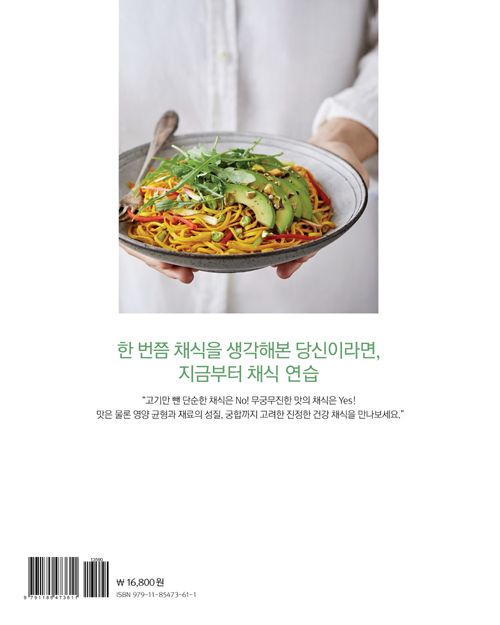 한 번쯤 채식을 생각해본 당신이라면,
지금부터 채식 연습
“고기만 뺀 단순한 채식은 No! 무궁무진한 맛의 채식은 Yes!
맛은 물론 영양 균형과 재료의 성질, 궁합까지 고려한 진정한 건강 채식을 만나보세요.”
13590
9 791185 473611
₩ 16,800원
ISBN 979-11-85473-61-1